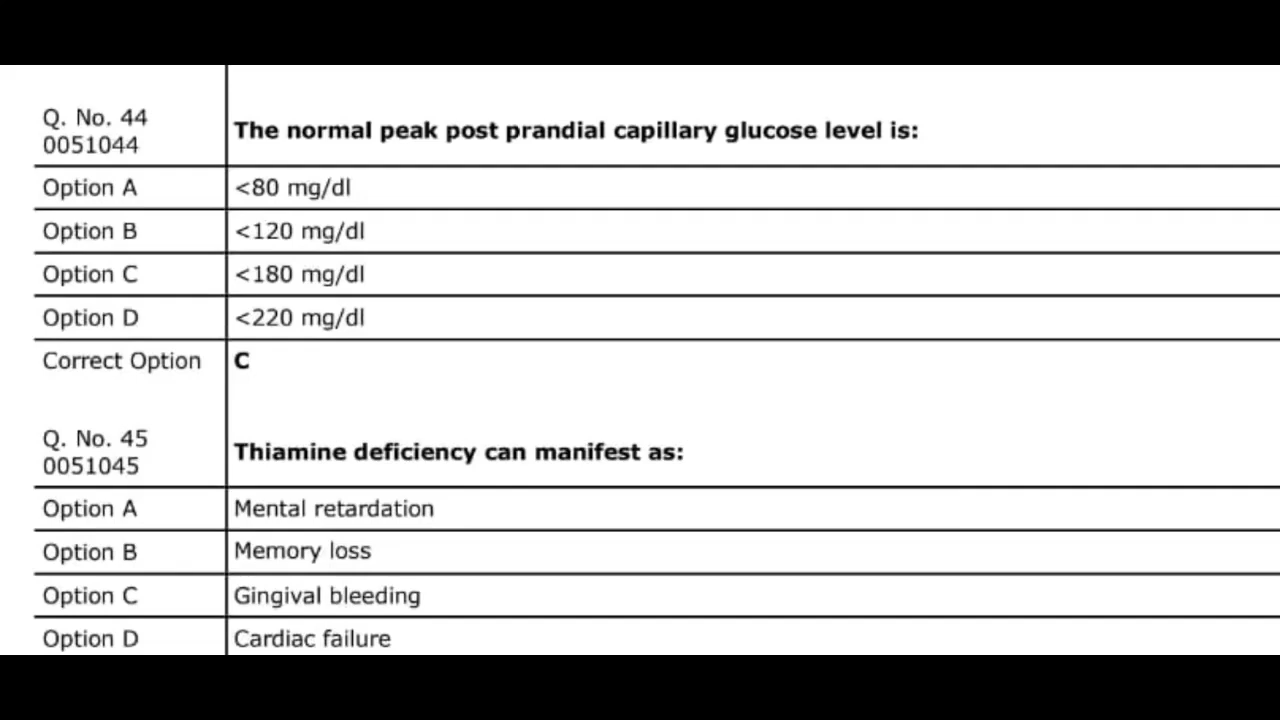 Q. No. 44
0051044
The normal peak post prandial capillary glucose level is:
Option A <80 mg/dl
Option B <120 mg/dl
Option C <180 mg/dl
Option D <220 mg/dl
Correct Option C
Q. No. 45
0051045
Thiamine deficiency can manifest as:
Option A Mental retardation
Option B Memory loss
Option C Gingival bleeding
Option D Cardiac failure